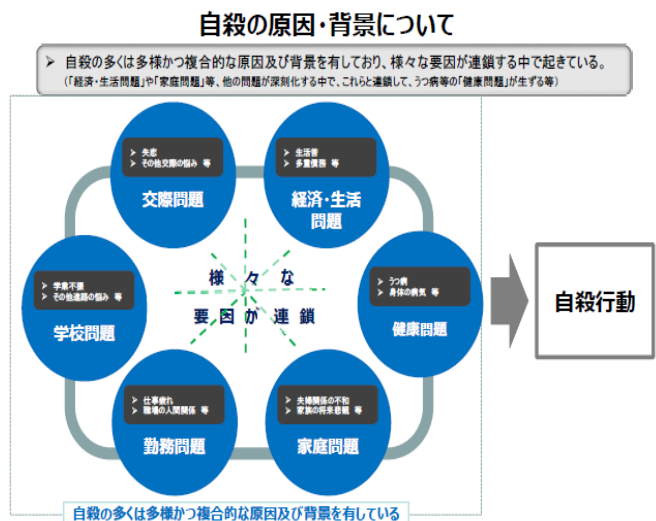 自殺の原因・背景について
➢ 自殺の多くは多様かつ複合的な原因及び背景を有しており、様々な要因が連鎖する中で起きている。
(「経済・生活問題」や「家庭問題」等、他の問題が深刻化する中で、これらと連鎖して、うつ病等の「健康問題」が生ずる等)
➢ 失恋
➢ その他交際の悩み 等
交際問題
➢ 生活苦
➢ 多重債務 等
経済・生活
問題
➢ 学業不振
➢ その他進路の悩み 等
学校問題
様々な
要因が連鎖
➢ うつ病
➢ 身体の病気 等
健康問題
自殺行動
➢ 仕事疲れ
➢ 職場の人間関係 等
勤務問題
➢ 夫婦関係の不和
➢ 家族の将来悲観 等
家庭問題
自殺の多くは多様かつ複合的な原因及び背景を有している